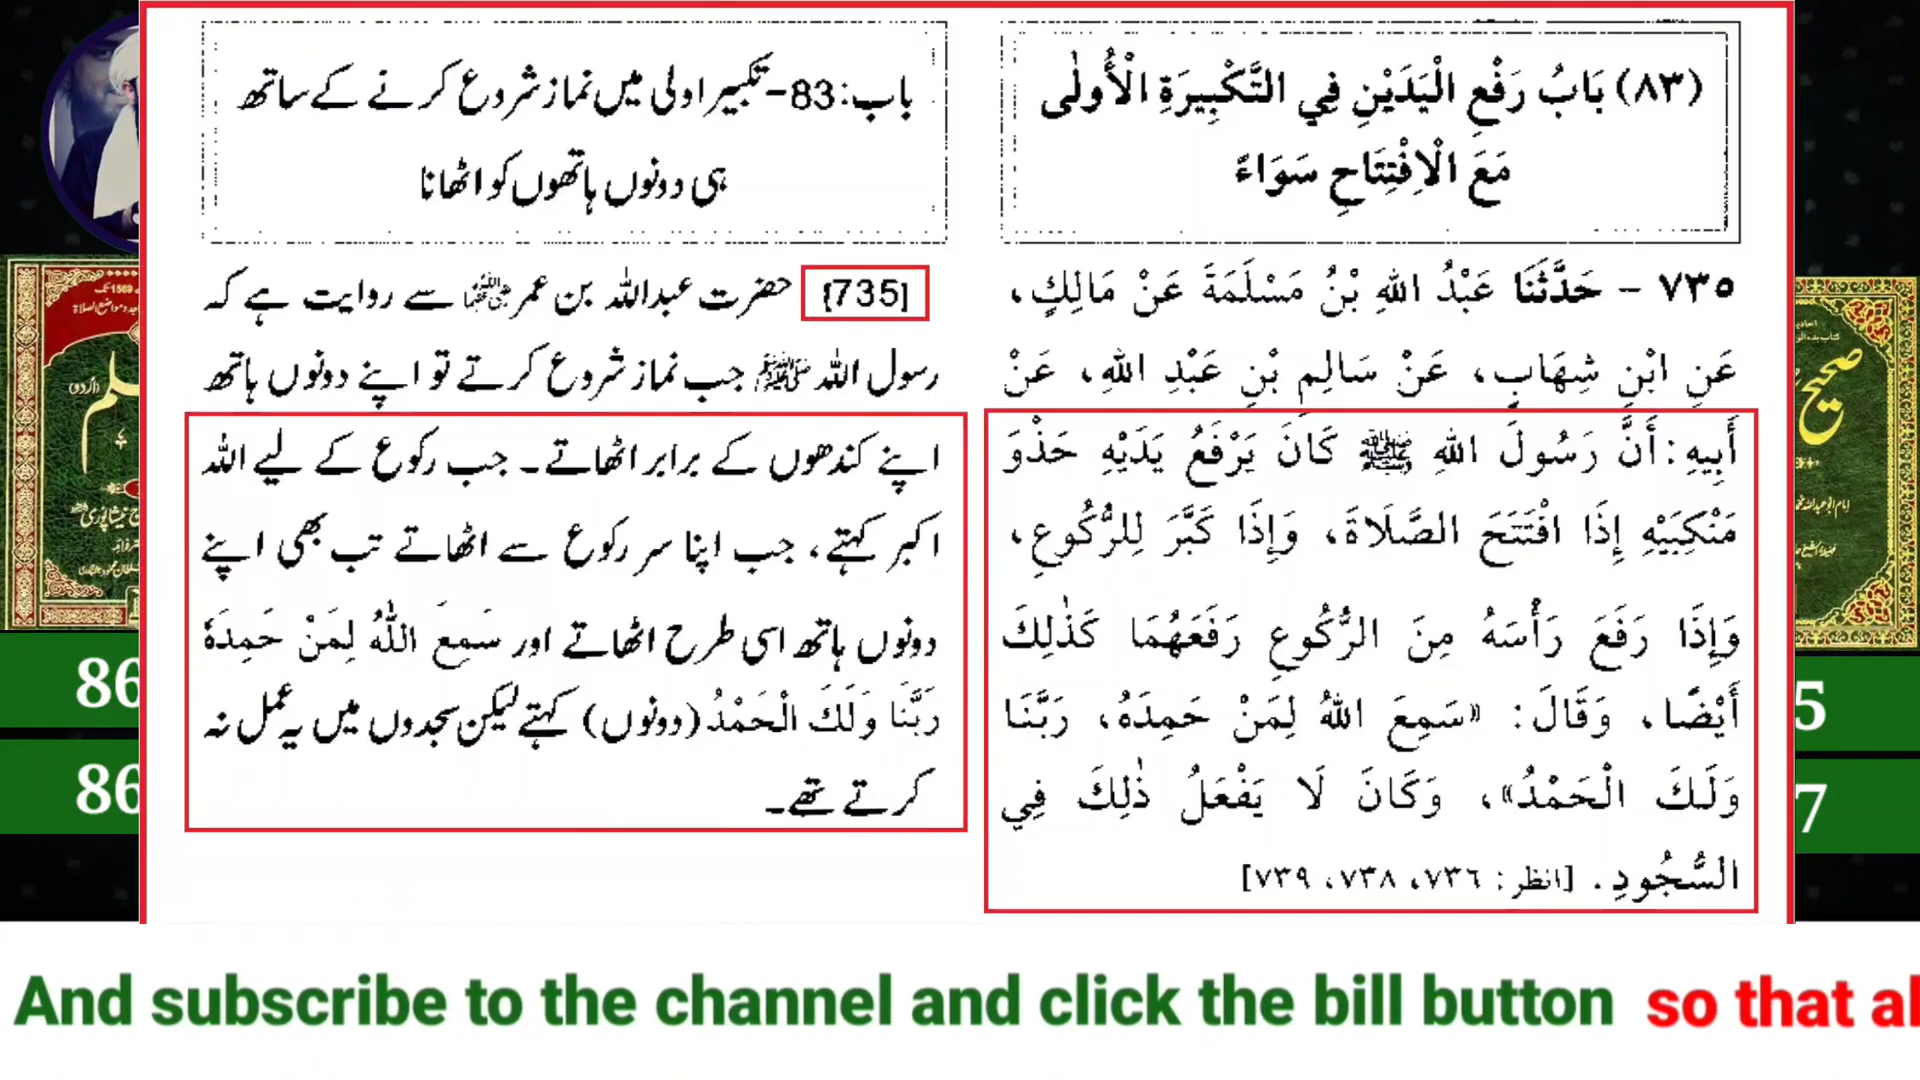 (٨٣) بَابُ رَفْعِ الْيَدَيْنِ فِي التَّكْبِيرَةِ الْأُولٰى
مَعَ الْاِفْتِتَاحِ سَوَاءً
٧٣٥ - حَدَّثَنَا عَبْدُ اللهِ بْنُ مَسْلَمَةَ عَنْ مَالِكٍ،
عَنِ ابْنِ شِهَابٍ، عَنْ سَالِمِ بْنِ عَبْدِ اللهِ، عَنْ
أَبِيهِ: أَنَّ رَسُولَ اللهِ ﷺ كَانَ يَرْفَعُ يَدَيْهِ حَذْوَ
مَنْكِبَيْهِ إِذَا افْتَتَحَ الصَّلَاةَ، وَإِذَا كَبَّرَ لِلرُّكُوعِ،
وَإِذَا رَفَعَ رَأْسَهُ مِنَ الرُّكُوعِ رَفَعَهُمَا كَذٰلِكَ
أَيْضًا، وَقَالَ: «سَمِعَ اللهُ لِمَنْ حَمِدَهُ، رَبَّنَا
وَلَكَ الْحَمْدُ»، وَكَانَ لَا يَفْعَلُ ذٰلِكَ فِي
السُّجُودِ. [انظر: ٧٣٦، ٧٣٨، ٧٣٩]
باب:83-تکبیر اولٰی میں نماز شروع کرنے کے ساتھ
ہی دونوں ہاتھوں کو اٹھانا
[735] حضرت عبداللہ بن عمر رضی اللہ عنہما سے روایت ہے کہ
رسول اللہ ﷺ جب نماز شروع کرتے تو اپنے دونوں ہاتھ
اپنے کندھوں کے برابر اٹھاتے۔ جب رکوع کے لیے اللہ
اکبر کہتے، جب اپنا سر رکوع سے اٹھاتے تب بھی اپنے
دونوں ہاتھ اسی طرح اٹھاتے اور سَمِعَ اللّٰهُ لِمَنْ حَمِدَهٗ
رَبَّنَا وَلَكَ الْحَمْدُ (دونوں) کہتے لیکن سجدوں میں یہ عمل نہ
کرتے تھے۔
صحیح
86
86
5
7
And subscribe to the channel and click the bill button so that al